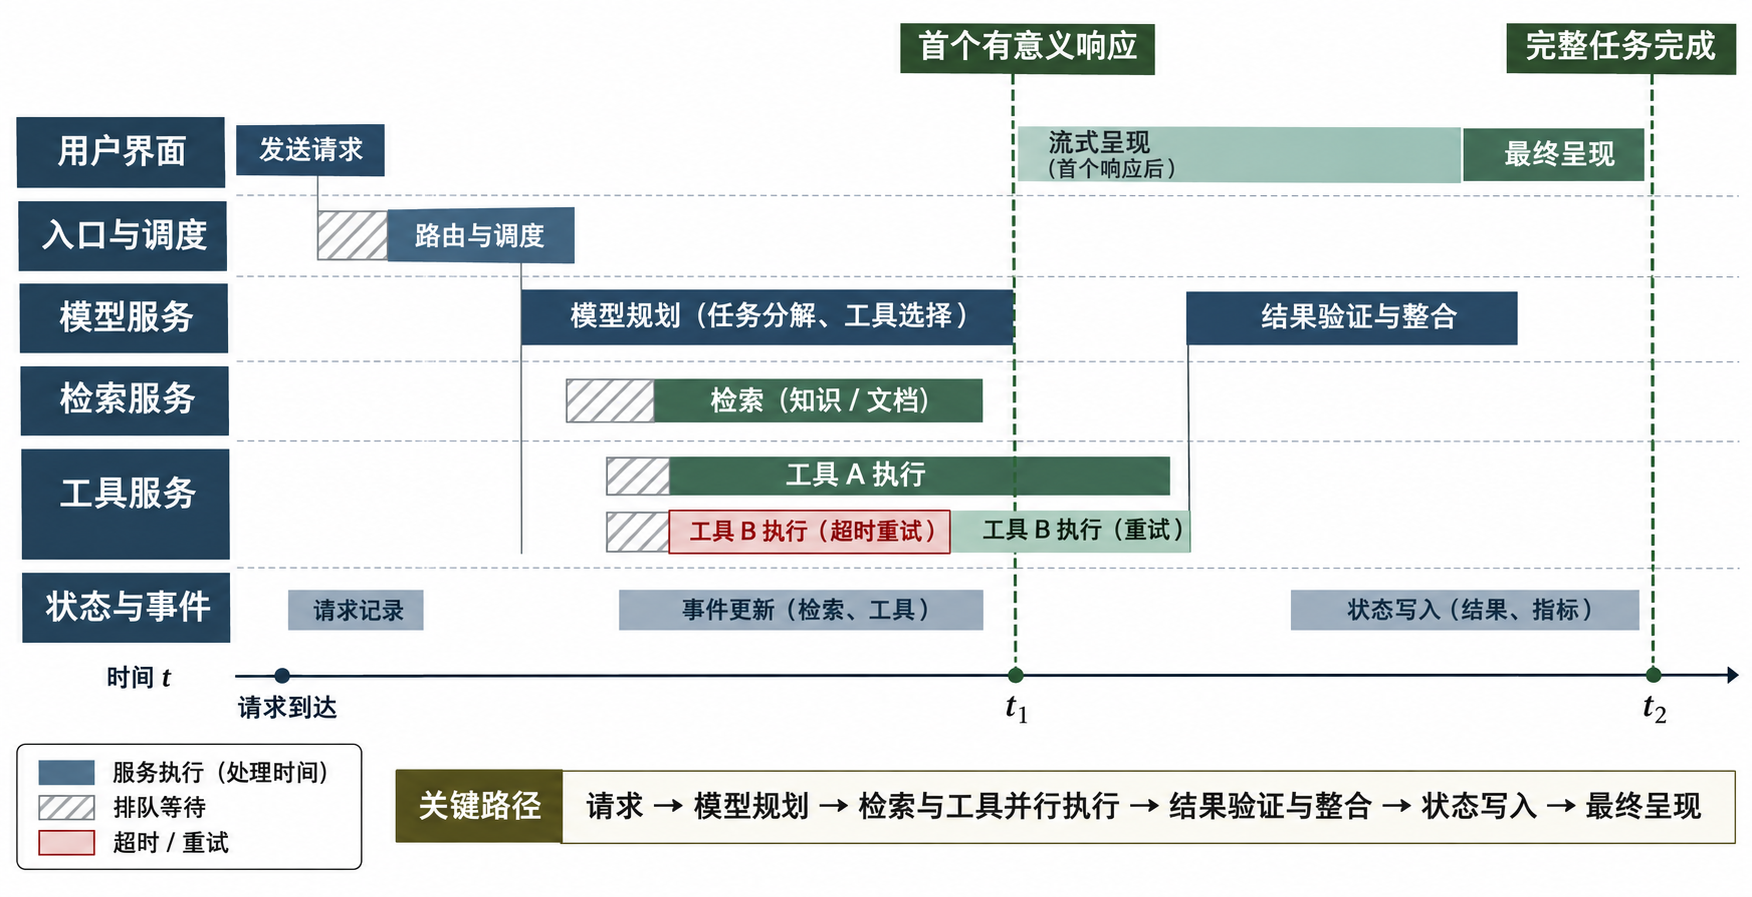 首个有意义响应
完整任务完成
用户界面
发送请求
流式呈现
（首个响应后）
最终呈现
入口与调度
路由与调度
模型服务
模型规划（任务分解、工具选择）
结果验证与整合
检索服务
检索（知识 / 文档）
工具服务
工具 A 执行
工具 B 执行（超时重试）
工具 B 执行（重试）
状态与事件
请求记录
事件更新（检索、工具）
状态写入（结果、指标）
时间 t
请求到达
t1
t2
服务执行（处理时间）
排队等待
超时 / 重试
关键路径
请求 → 模型规划 → 检索与工具并行执行 → 结果验证与整合 → 状态写入 → 最终呈现